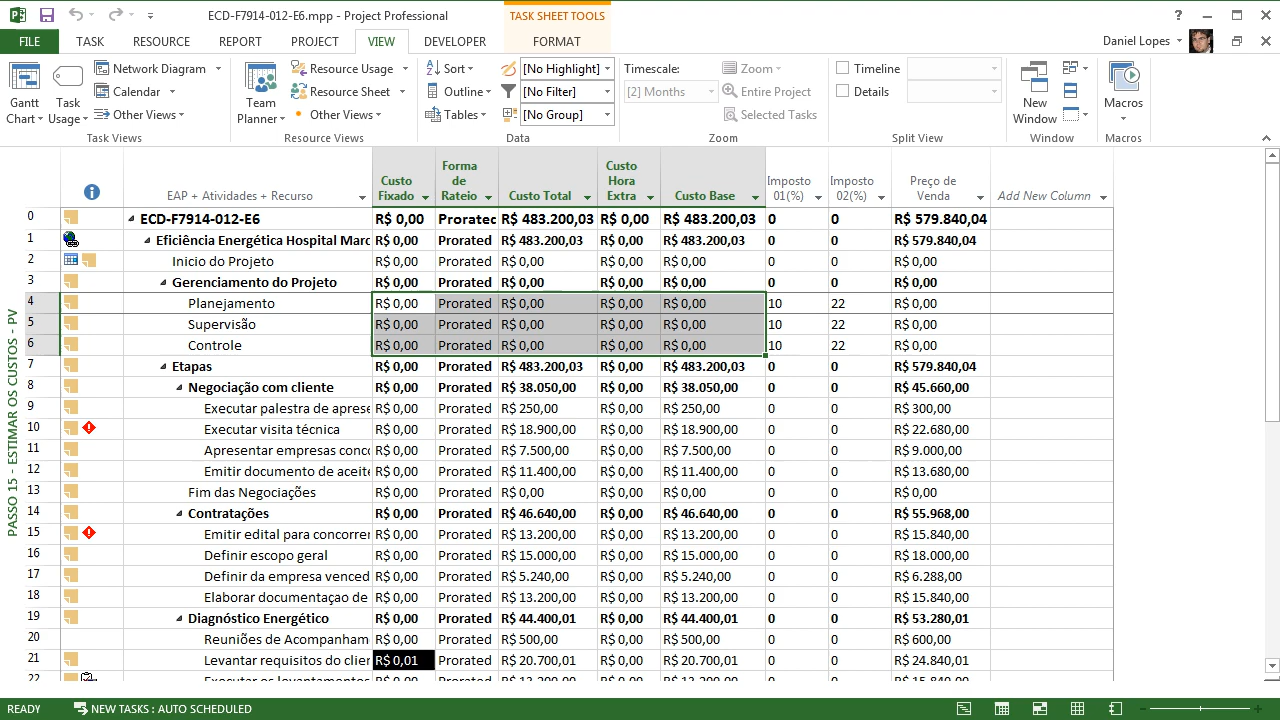 ECD-F7914-012-E6.mpp - Project Professional
TASK SHEET TOOLS
?
FILE TASK RESOURCE REPORT PROJECT VIEW DEVELOPER FORMAT
Daniel Lopes
Gantt Chart
Task Usage
Network Diagram
Calendar
Other Views
Task Views
Team Planner
Resource Usage
Resource Sheet
Other Views
Resource Views
Sort
Outline
Tables
[No Highlight]
[No Filter]
[No Group]
Data
Timescale:
[2] Months
Zoom
Entire Project
Selected Tasks
Zoom
Timeline
Details
Split View
New Window
Window
Macros
Macros
PASSO 15 - ESTIMAR OS CUSTOS - PV
EAP + Atividades + Recurso
Custo Fixado
Forma de Rateio
Custo Total
Custo Hora Extra
Custo Base
Imposto 01(%)
Imposto 02(%)
Preço de Venda
Add New Column
0 ECD-F7914-012-E6 R$ 0,00 Proratec R$ 483.200,03 R$ 0,00 R$ 483.200,03 0 0 R$ 579.840,04
1 Eficiência Energética Hospital Marc R$ 0,00 Prorated R$ 483.200,03 R$ 0,00 R$ 483.200,03 0 0 R$ 579.840,04
2 Inicio do Projeto R$ 0,00 Prorated R$ 0,00 R$ 0,00 R$ 0,00 0 0 R$ 0,00
3 Gerenciamento do Projeto R$ 0,00 Prorated R$ 0,00 R$ 0,00 R$ 0,00 0 0 R$ 0,00
4 Planejamento R$ 0,00 Prorated R$ 0,00 R$ 0,00 R$ 0,00 10 22 R$ 0,00
5 Supervisão R$ 0,00 Prorated R$ 0,00 R$ 0,00 R$ 0,00 10 22 R$ 0,00
6 Controle R$ 0,00 Prorated R$ 0,00 R$ 0,00 R$ 0,00 10 22 R$ 0,00
7 Etapas R$ 0,00 Prorated R$ 483.200,03 R$ 0,00 R$ 483.200,03 0 0 R$ 579.840,04
8 Negociação com cliente R$ 0,00 Prorated R$ 38.050,00 R$ 0,00 R$ 38.050,00 0 0 R$ 45.660,00
9 Executar palestra de aprese R$ 0,00 Prorated R$ 250,00 R$ 0,00 R$ 250,00 0 0 R$ 300,00
10 Executar visita técnica R$ 0,00 Prorated R$ 18.900,00 R$ 0,00 R$ 18.900,00 0 0 R$ 22.680,00
11 Apresentar empresas conc R$ 0,00 Prorated R$ 7.500,00 R$ 0,00 R$ 7.500,00 0 0 R$ 9.000,00
12 Emitir documento de aceite R$ 0,00 Prorated R$ 11.400,00 R$ 0,00 R$ 11.400,00 0 0 R$ 13.680,00
13 Fim das Negociações R$ 0,00 Prorated R$ 0,00 R$ 0,00 R$ 0,00 0 0 R$ 0,00
14 Contratações R$ 0,00 Prorated R$ 46.640,00 R$ 0,00 R$ 46.640,00 0 0 R$ 55.968,00
15 Emitir edital para concorrer R$ 0,00 Prorated R$ 13.200,00 R$ 0,00 R$ 13.200,00 0 0 R$ 15.840,00
16 Definir escopo geral R$ 0,00 Prorated R$ 15.000,00 R$ 0,00 R$ 15.000,00 0 0 R$ 18.000,00
17 Definir da empresa venced R$ 0,00 Prorated R$ 5.240,00 R$ 0,00 R$ 5.240,00 0 0 R$ 6.288,00
18 Elaborar documentaçao de R$ 0,00 Prorated R$ 13.200,00 R$ 0,00 R$ 13.200,00 0 0 R$ 15.840,00
19 Diagnóstico Energético R$ 0,00 Prorated R$ 44.400,01 R$ 0,00 R$ 44.400,01 0 0 R$ 53.280,01
20 Reuniões de Acompanham R$ 0,00 Prorated R$ 500,00 R$ 0,00 R$ 500,00 0 0 R$ 600,00
21 Levantar requisitos do clier R$ 0,01 Prorated R$ 20.700,01 R$ 0,00 R$ 20.700,01 0 0 R$ 24.840,01
22 Executar os levantamentos R$ 0,00 Prorated R$ 13.200,00 R$ 0,00 R$ 13.200,00 0 0 R$ 15.840,00
READY NEW TASKS : AUTO SCHEDULED